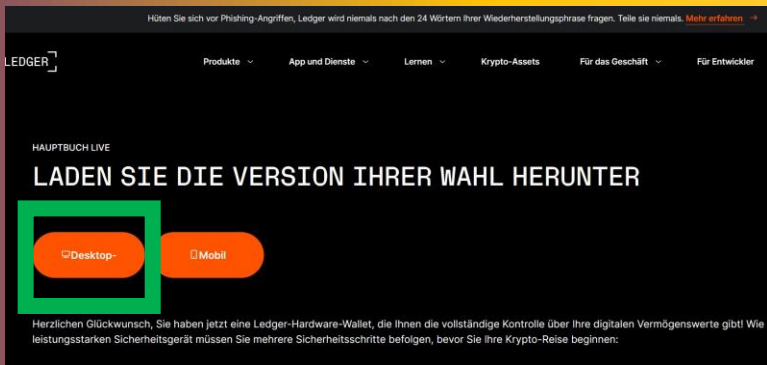 Hüten Sie sich vor Phishing-Angriffen, Ledger wird niemals nach den 24 Wörtern Ihrer Wiederherstellungsphrase fragen. Teile sie niemals. Mehr erfahren →
LEDGER Produkte App und Dienste Lernen Krypto-Assets Für das Geschäft Für Entwickler
HAUPTBUCH LIVE
LADEN SIE DIE VERSION IHRER WAHL HERUNTER
Desktop- Mobil
Herzlichen Glückwunsch, Sie haben jetzt eine Ledger-Hardware-Wallet, die Ihnen die vollständige Kontrolle über Ihre digitalen Vermögenswerte gibt! Wie
leistungsstarken Sicherheitsgerät müssen Sie mehrere Sicherheitsschritte befolgen, bevor Sie Ihre Krypto-Reise beginnen: